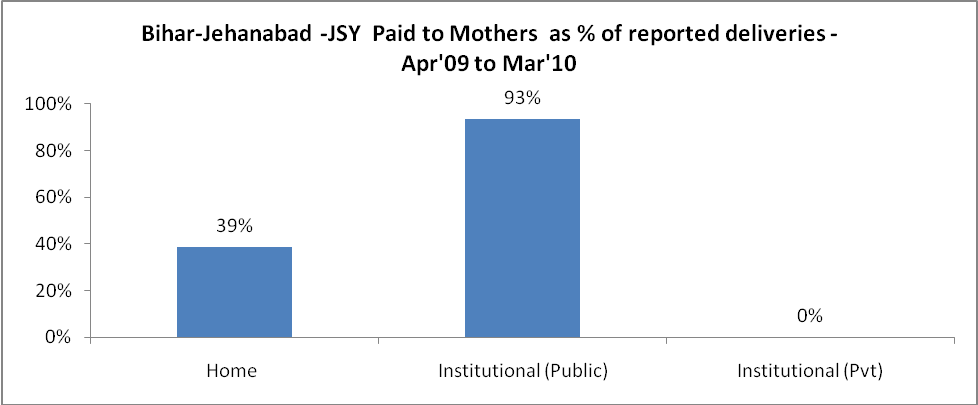 Bihar-Jehanabad -JSY Paid to Mothers as % of reported deliveries -
Apr'09 to Mar'10
100%
80%
60%
40%
20%
0%
39%
93%
0%
Home
Institutional (Public)
Institutional (Pvt)